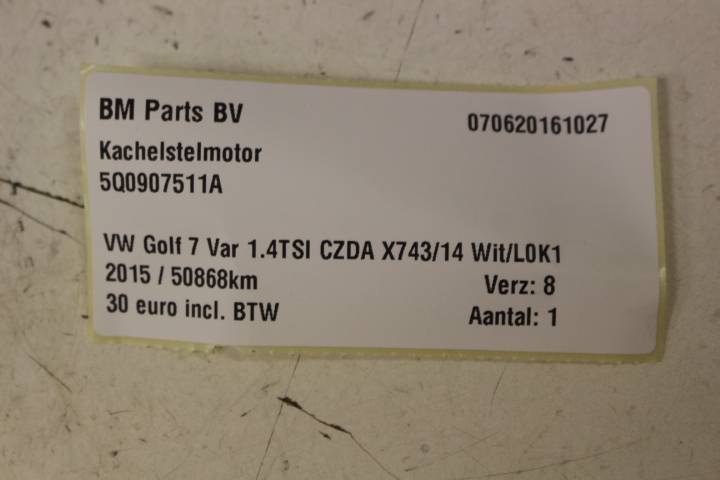 BM Parts BV
070620161027
Kachelstelmotor
5Q0907511A
VW Golf 7 Var 1.4TSI CZDA X743/14 Wit/L0K1
2015 / 50868km
Verz: 8
30 euro incl. BTW
Aantal: 1